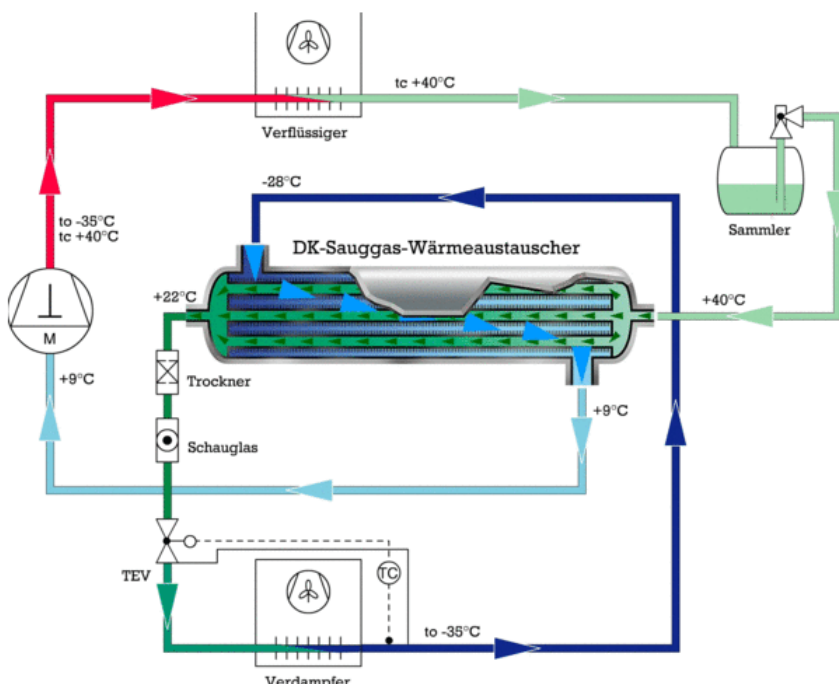 tc +40°C
Verflüssiger
-28°C
to -35°C
tc +40°C
DK-Sauggas-Wärmeaustauscher
Sammler
+22°C
+40°C
M
+9°C
Trockner
+9°C
Schauglas
TEV
TC
to -35°C
Verdampfer